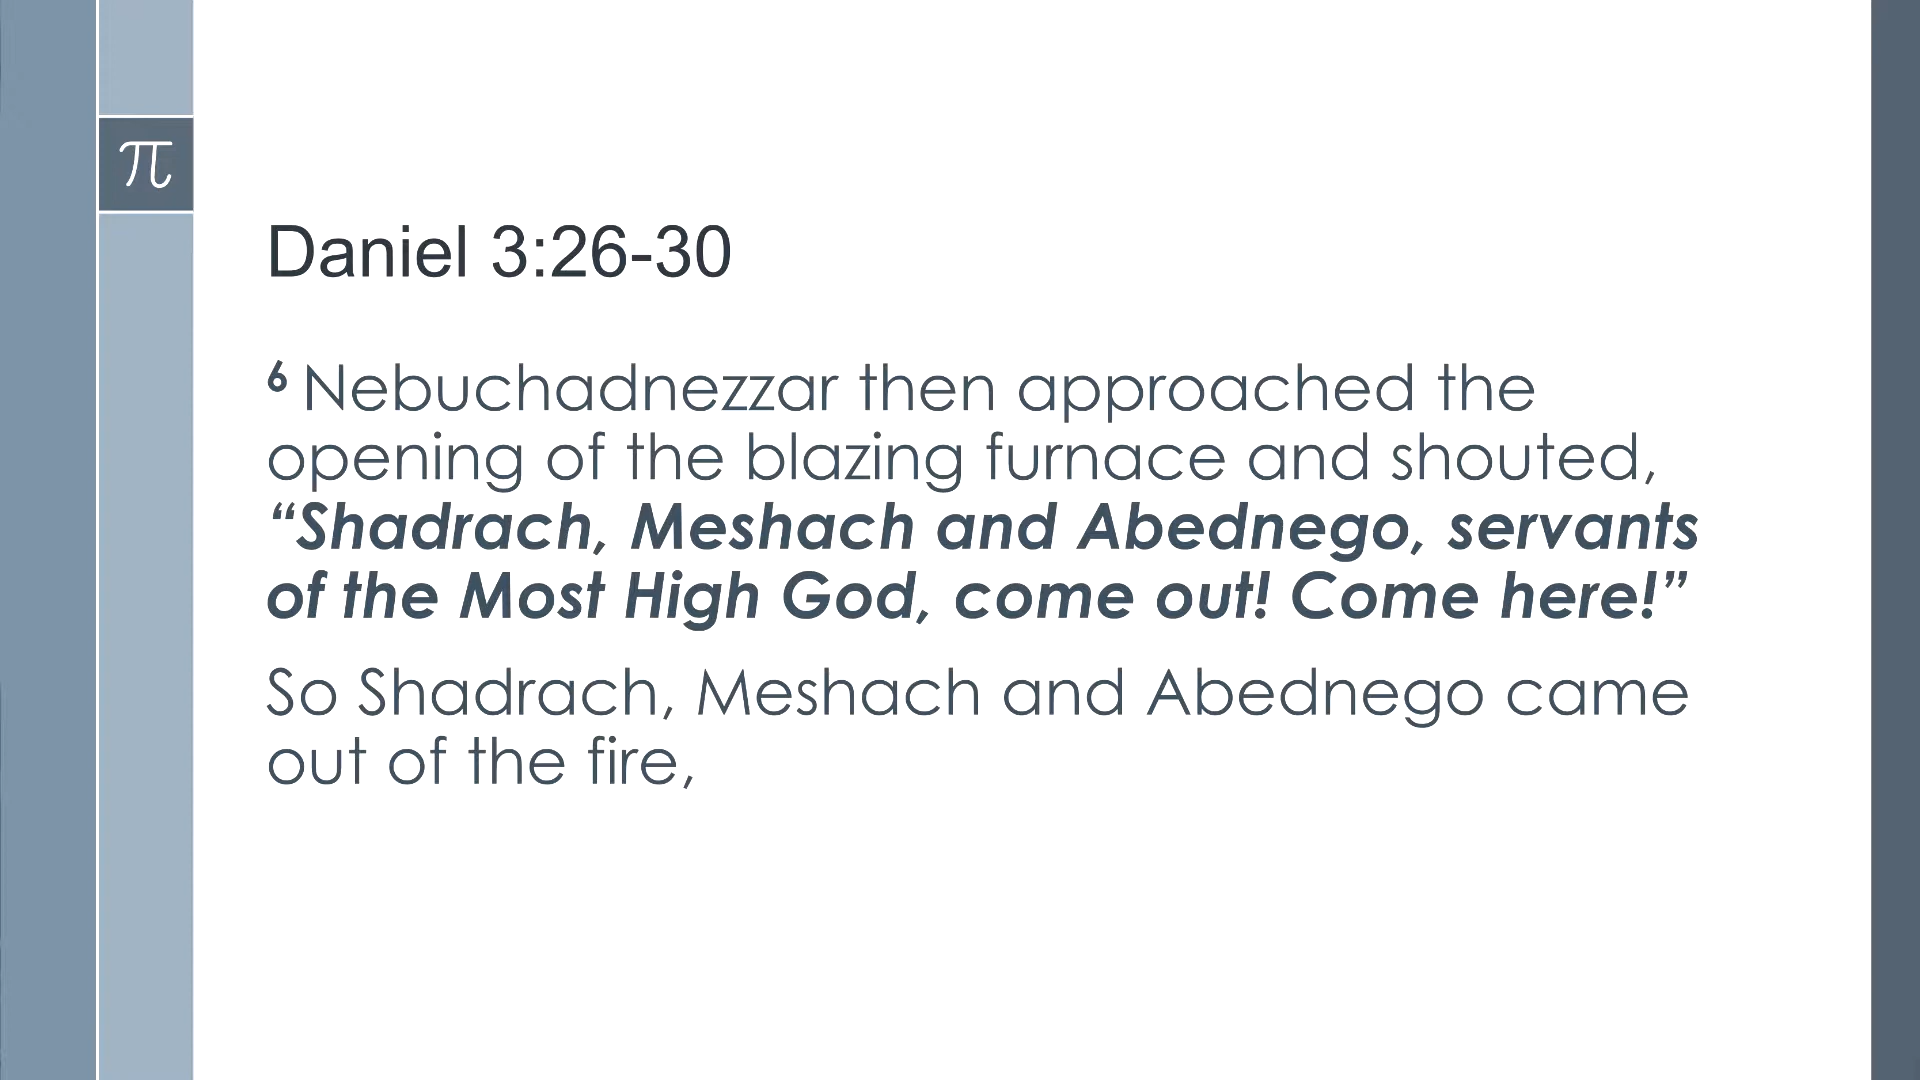 π
Daniel 3:26-30
6 Nebuchadnezzar then approached the
opening of the blazing furnace and shouted,
“Shadrach, Meshach and Abednego, servants
of the Most High God, come out! Come here!”
So Shadrach, Meshach and Abednego came
out of the fire,